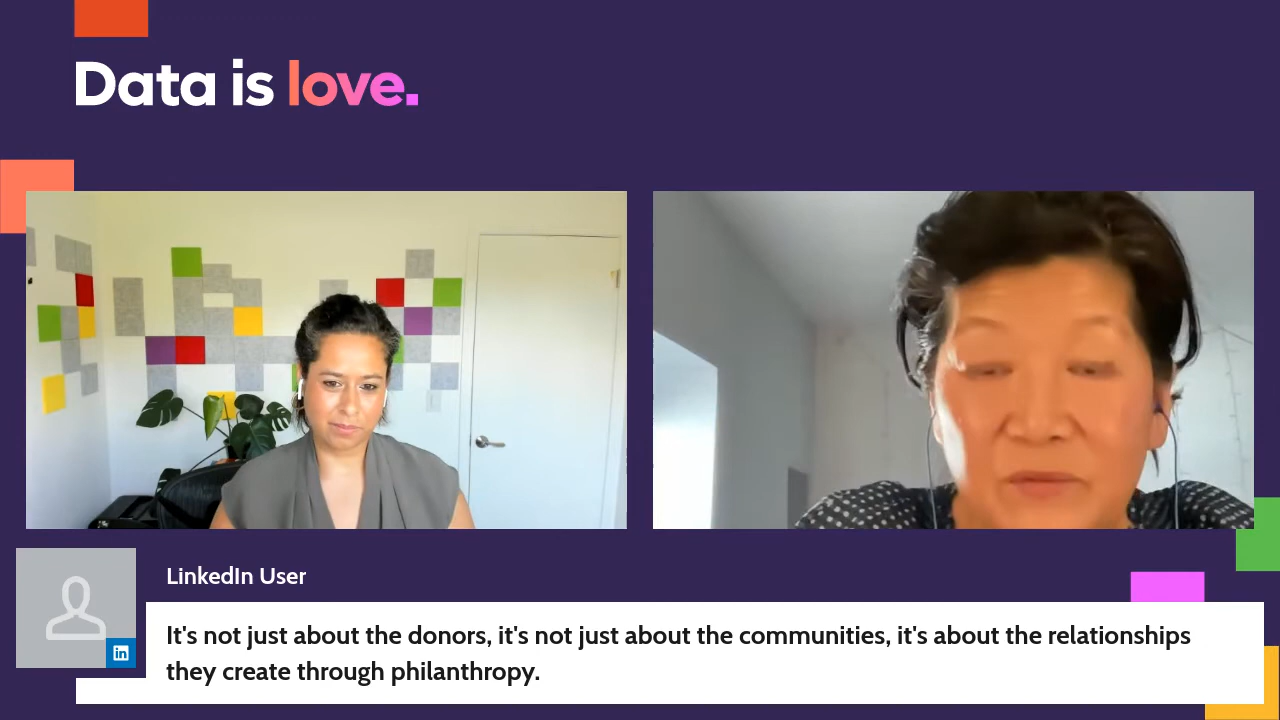 Data is love.
LinkedIn User
in
It's not just about the donors, it's not just about the communities, it's about the relationships
they create through philanthropy.